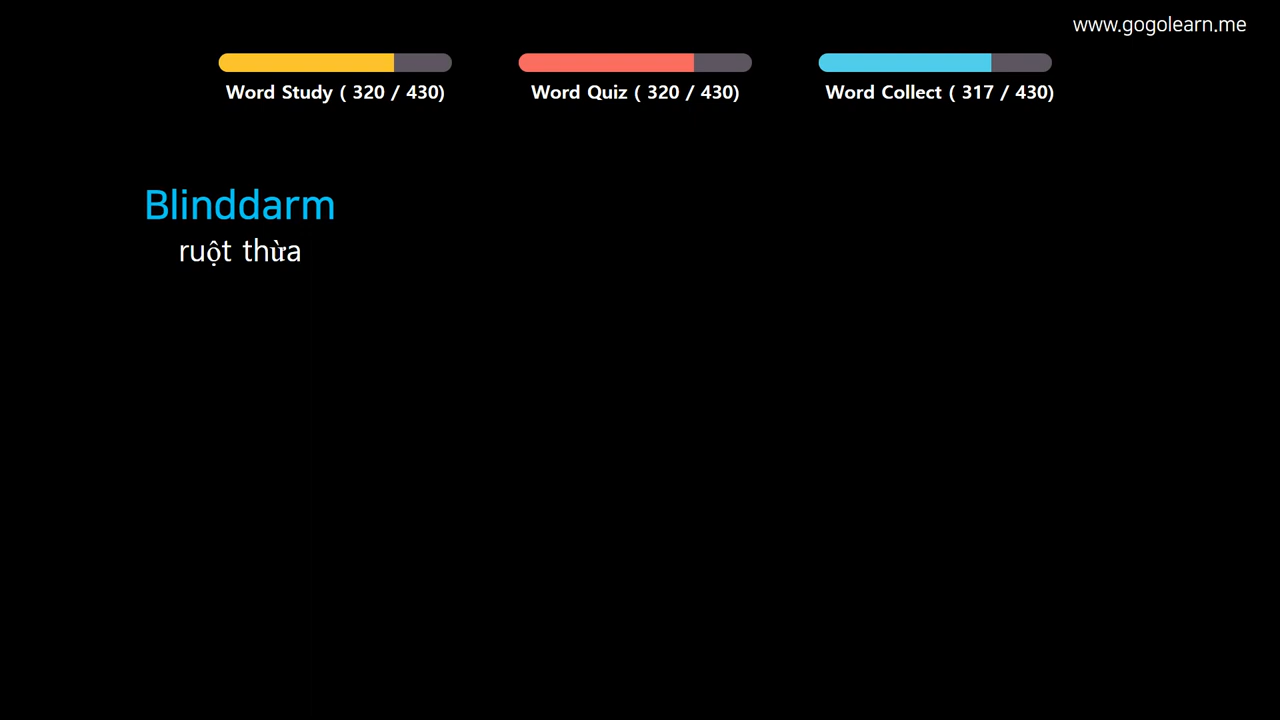 www.gogolearn.me
Word Study ( 320 / 430)
Word Quiz ( 320 / 430)
Word Collect ( 317 / 430)
Blinddarm
ruột thừa